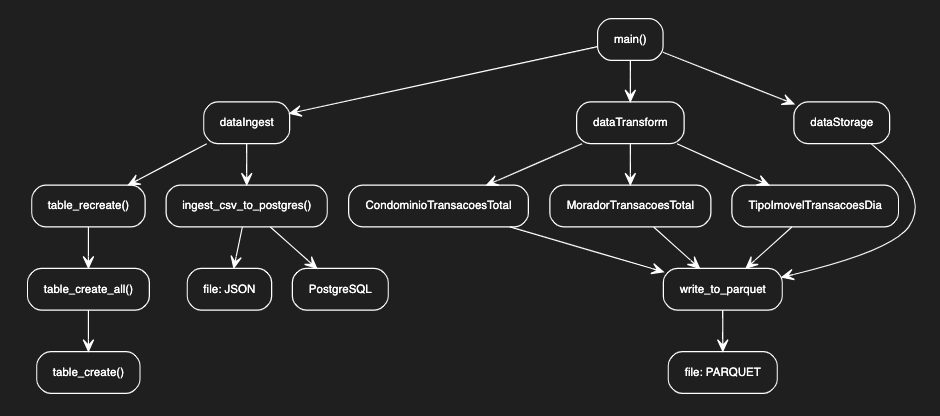 main()
dataIngest
dataTransform
dataStorage
table_recreate()
ingest_csv_to_postgres()
CondominioTransacoesTotal
MoradorTransacoesTotal
TipoImovelTransacoesDia
table_create_all()
file: JSON
PostgreSQL
write_to_parquet
table_create()
file: PARQUET